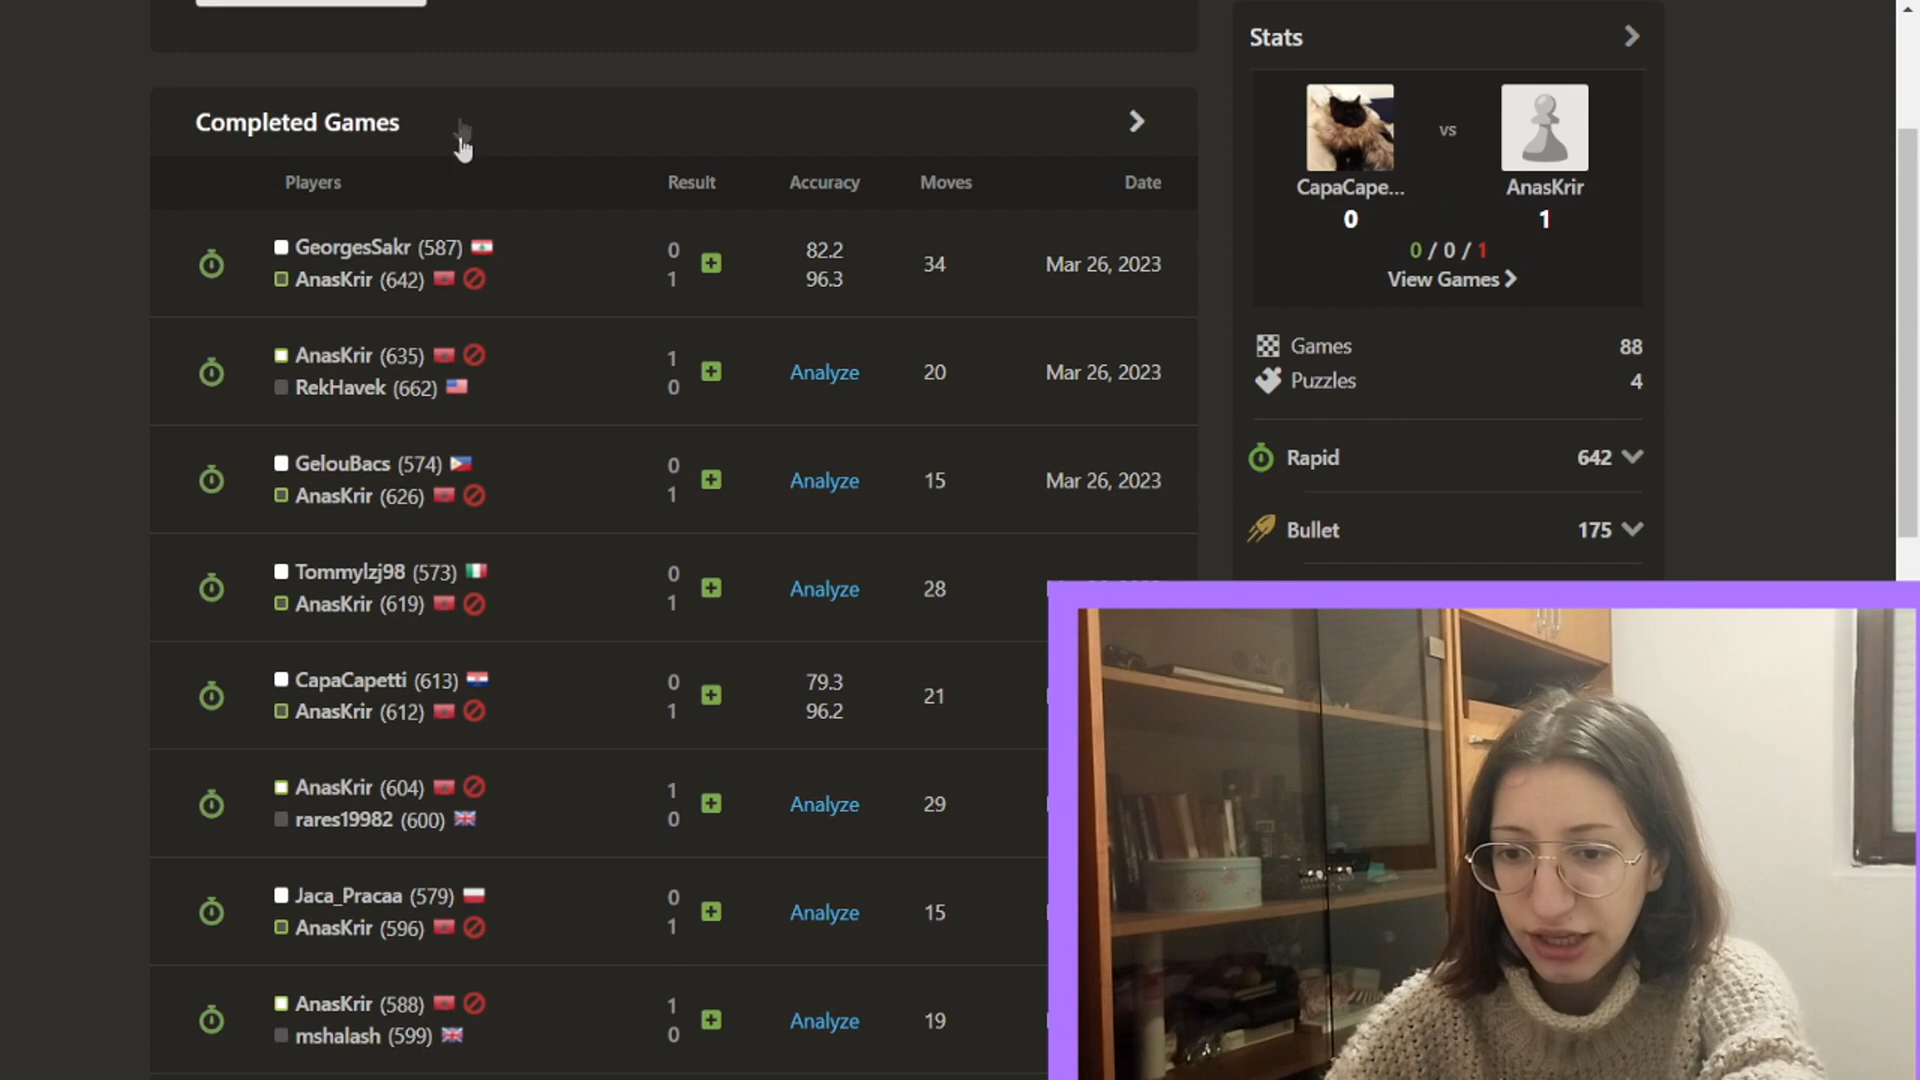 Completed Games
Players Result Accuracy Moves Date
GeorgesSakr (587) 0 82.2 34 Mar 26, 2023
AnasKrir (642) 1 96.3
AnasKrir (635) 1 Analyze 20 Mar 26, 2023
RekHavek (662) 0
GelouBacs (574) 0 Analyze 15 Mar 26, 2023
AnasKrir (626) 1
Tommylzj98 (573) 0 Analyze 28
AnasKrir (619) 1
CapaCapetti (613) 0 79.3 21
AnasKrir (612) 1 96.2
AnasKrir (604) 1 Analyze 29
rares19982 (600) 0
Jaca_Pracaa (579) 0 Analyze 15
AnasKrir (596) 1
AnasKrir (588) 1 Analyze 19
mshalash (599) 0
Stats
vs
CapaCape... AnasKrir
0 1
0 / 0 / 1
View Games
Games 88
Puzzles 4
Rapid 642
Bullet 175